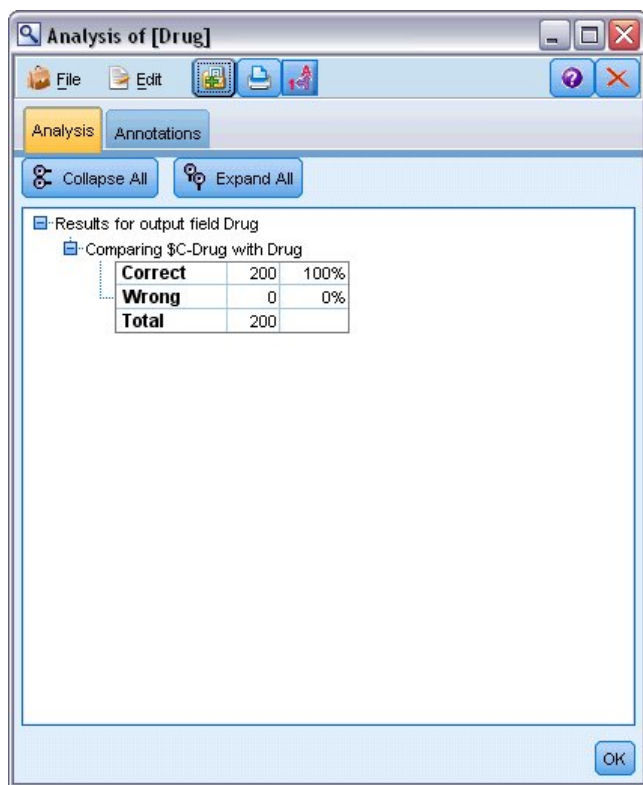 Analysis of [Drug]
File Edit
Analysis Annotations
Collapse All Expand All
Results for output field Drug
Comparing $C-Drug with Drug
Correct 200 100%
Wrong 0 0%
Total 200
OK